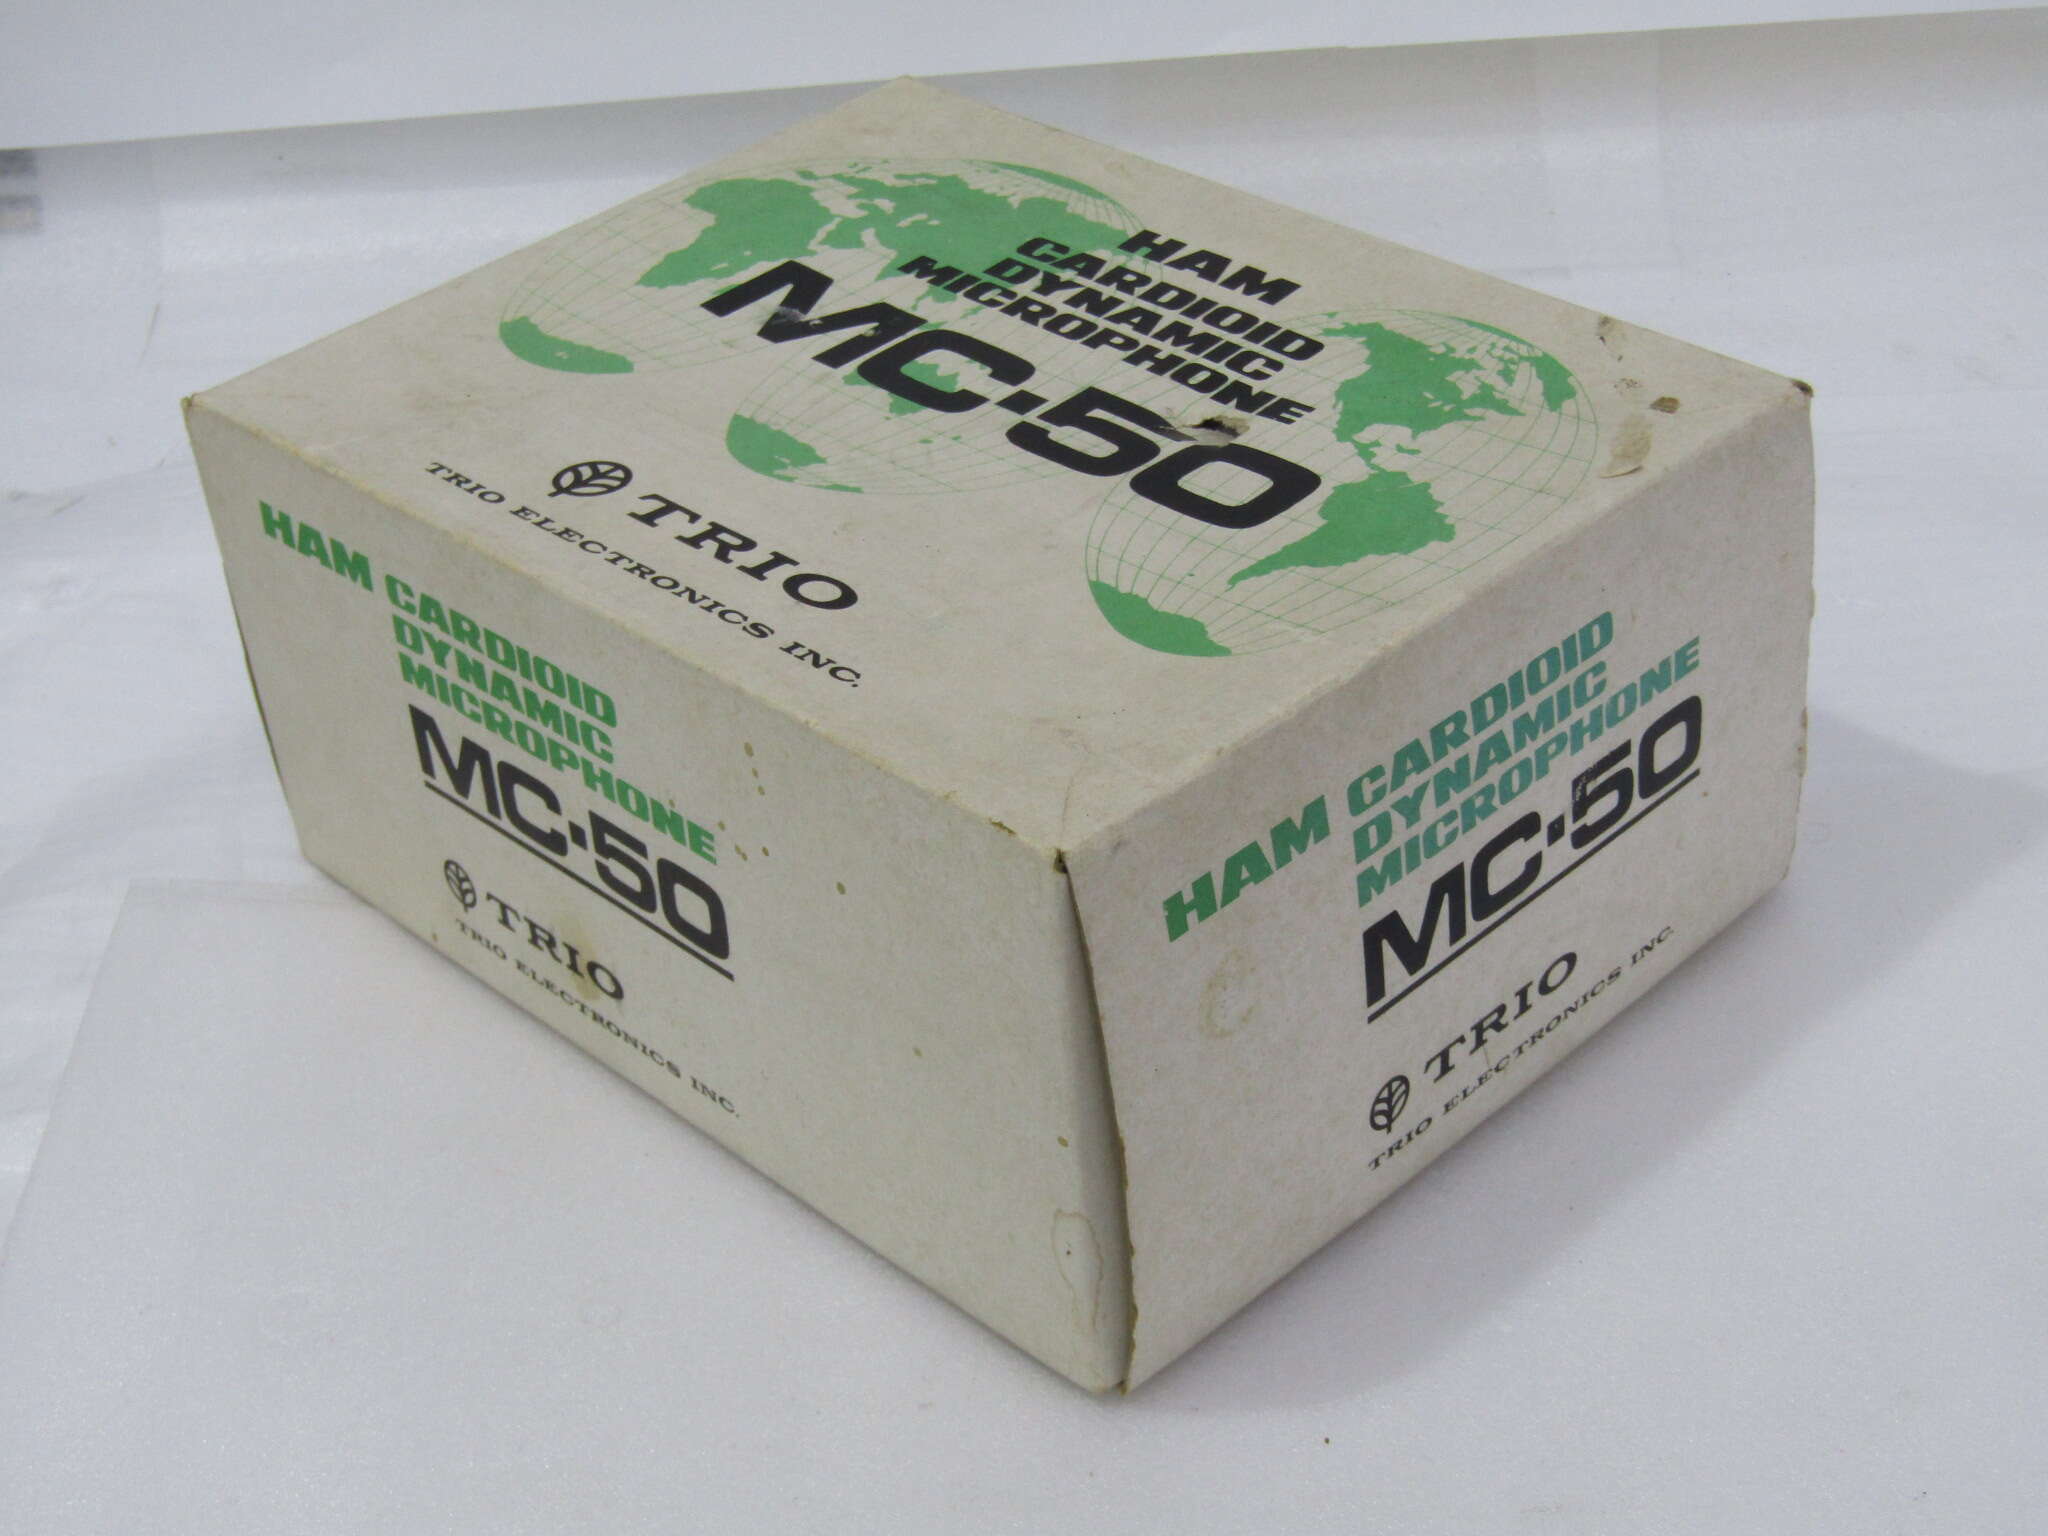 HAM
CARDIOID
DYNAMIC
MICROPHONE
MC-50
TRIO
TRIO ELECTRONICS INC.
HAM CARDIOID
DYNAMIC
MICROPHONE
MC-50
TRIO
TRIO ELECTRONICS INC.
HAM CARDIOID
DYNAMIC
MICROPHONE
MC-50
TRIO
TRIO ELECTRONICS INC.